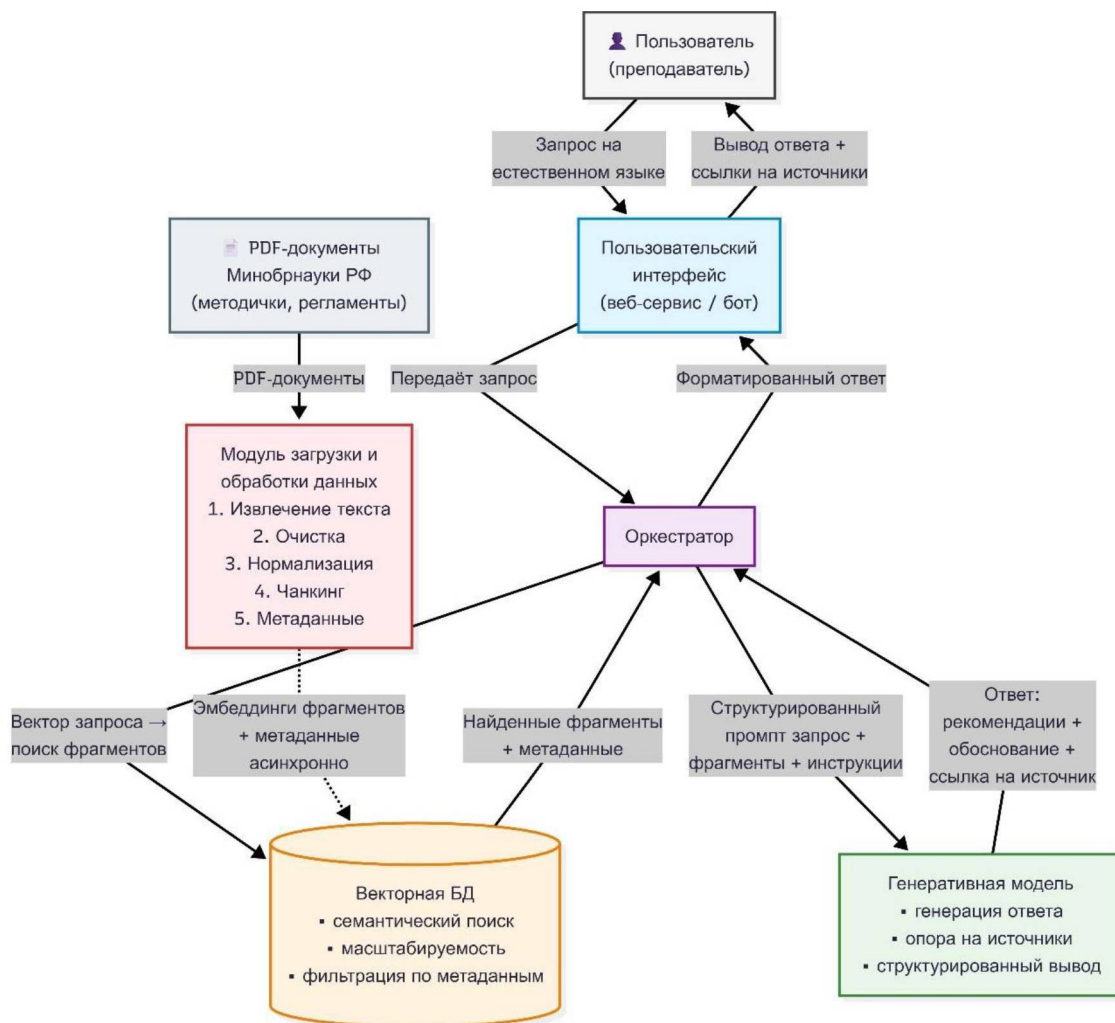 👤 Пользователь
(преподаватель)
Запрос на
естественном языке
Вывод ответа +
ссылки на источники
📄 PDF-документы
Минобрнауки РФ
(методички, регламенты)
Пользовательский
интерфейс
(веб-сервис / бот)
PDF-документы
Передаёт запрос
Форматированный ответ
Модуль загрузки и
обработки данных
1. Извлечение текста
2. Очистка
3. Нормализация
4. Чанкинг
5. Метаданные
Оркестратор
Вектор запроса →
поиск фрагментов
Эмбеддинги фрагментов
+ метаданные
асинхронно
Найденные фрагменты
+ метаданные
Структурированный
промпт запрос +
фрагменты + инструкции
Ответ:
рекомендации +
обоснование +
ссылка на источник
Векторная БД
▪ семантический поиск
▪ масштабируемость
▪ фильтрация по метаданным
Генеративная модель
▪ генерация ответа
▪ опора на источники
▪ структурированный вывод